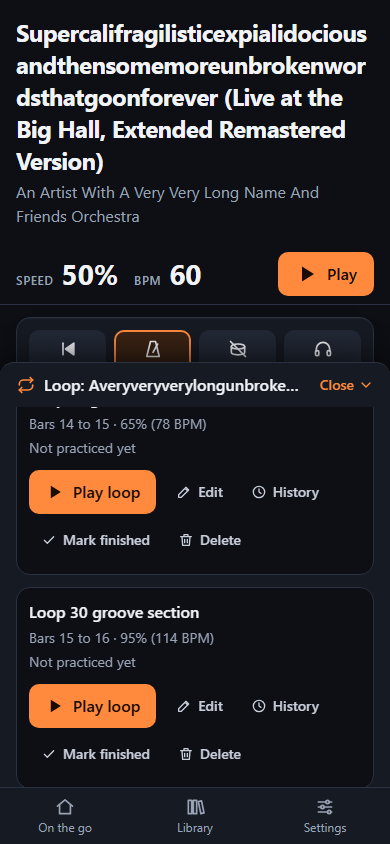 Supercalifragilisticexpialidocious
andthensomemoreunbrokenwor
dsthatgoonforever (Live at the
Big Hall, Extended Remastered
Version)
An Artist With A Very Very Long Name And
Friends Orchestra
SPEED 50% BPM 60 Play
Loop: Averyveryverylongunbroke... Close
Bars 14 to 15 · 65% (78 BPM)
Not practiced yet
Play loop Edit History
Mark finished Delete
Loop 30 groove section
Bars 15 to 16 · 95% (114 BPM)
Not practiced yet
Play loop Edit History
Mark finished Delete
On the go Library Settings